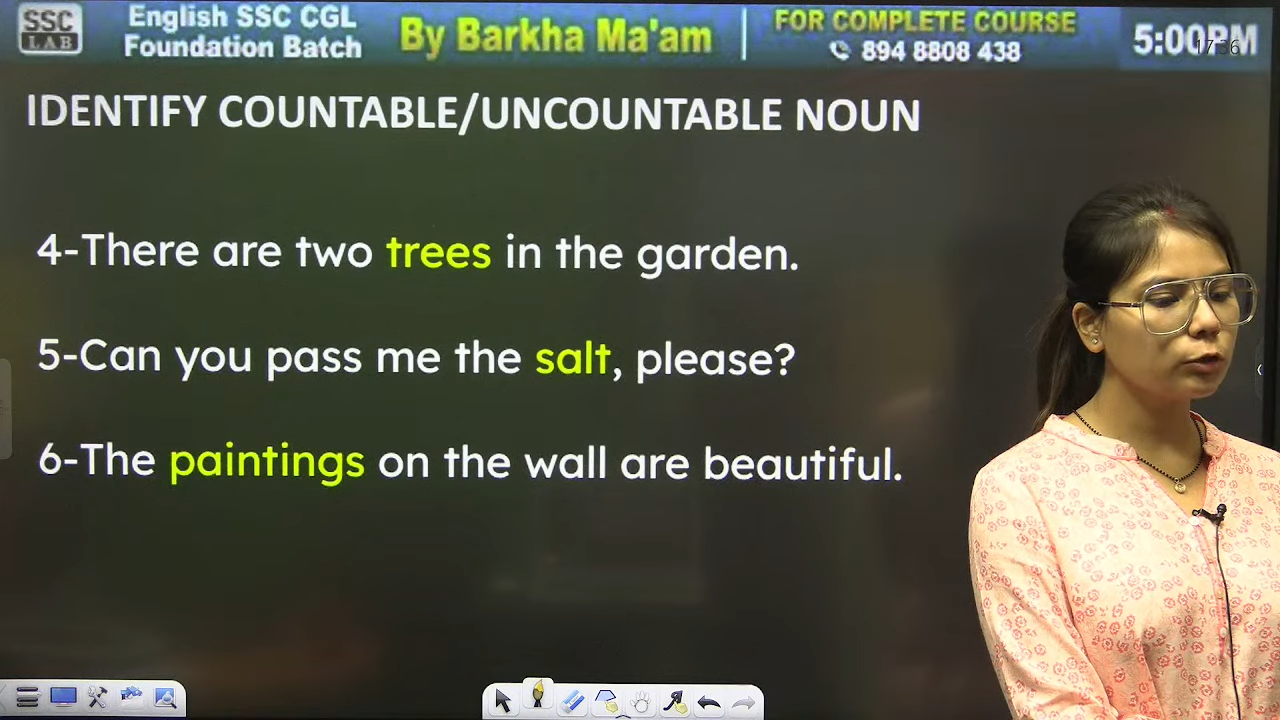 SSC
LAB
English SSC CGL
Foundation Batch
By Barkha Ma'am
FOR COMPLETE COURSE
894 8808 438
5:00PM
17:56
IDENTIFY COUNTABLE/UNCOUNTABLE NOUN
4-There are two trees in the garden.
5-Can you pass me the salt, please?
6-The paintings on the wall are beautiful.